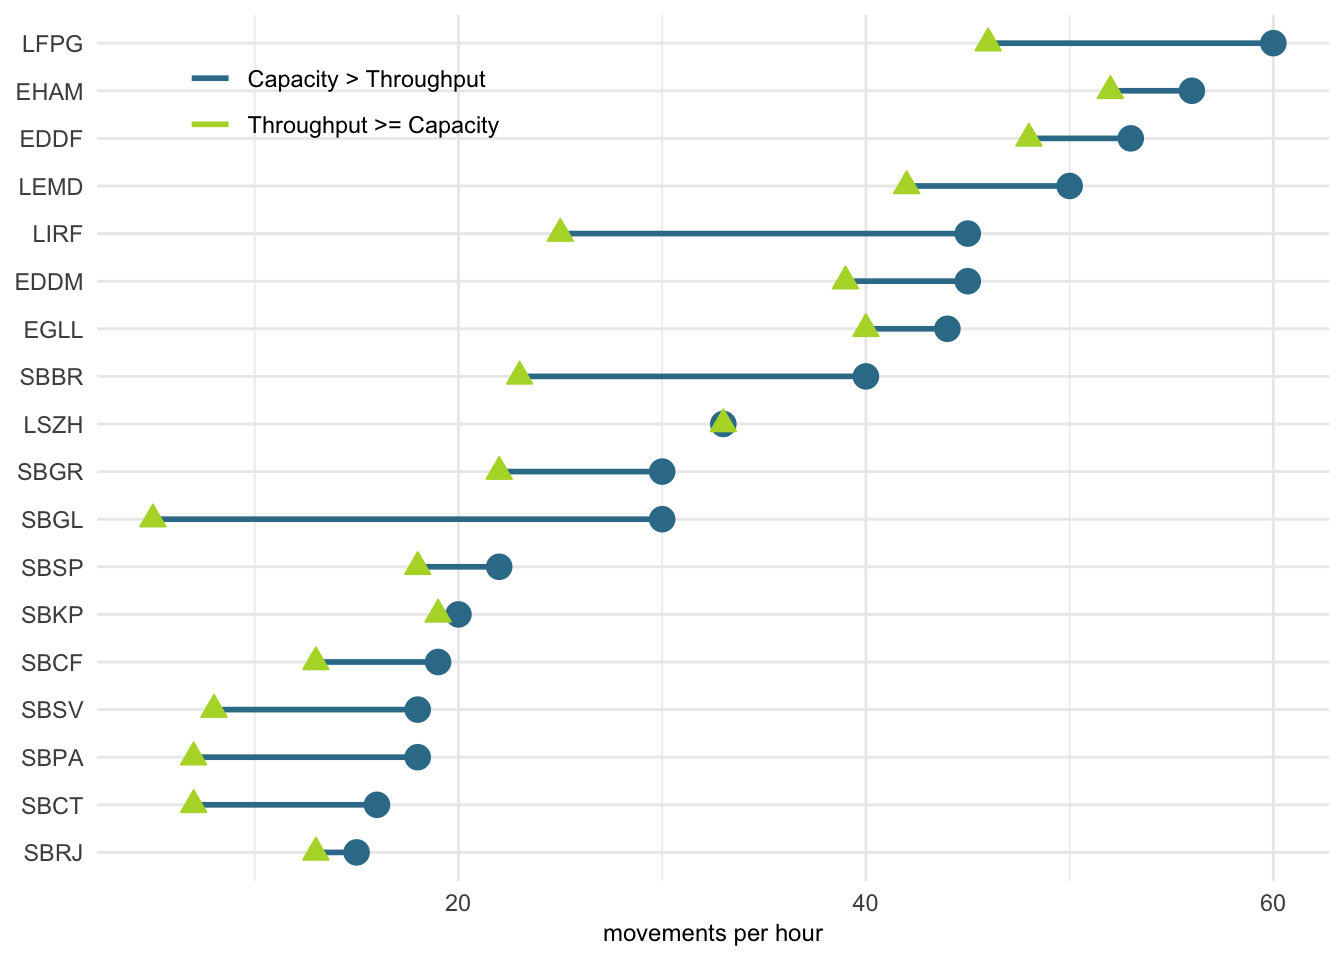 LFPG
Capacity > Throughput
EHAM
Throughput >= Capacity
EDDF
LEMD
LIRF
EDDM
EGLL
SBBR
LSZH
SBGR
SBGL
SBSP
SBKP
SBCF
SBSV
SBPA
SBCT
SBRJ
20 40 60
movements per hour